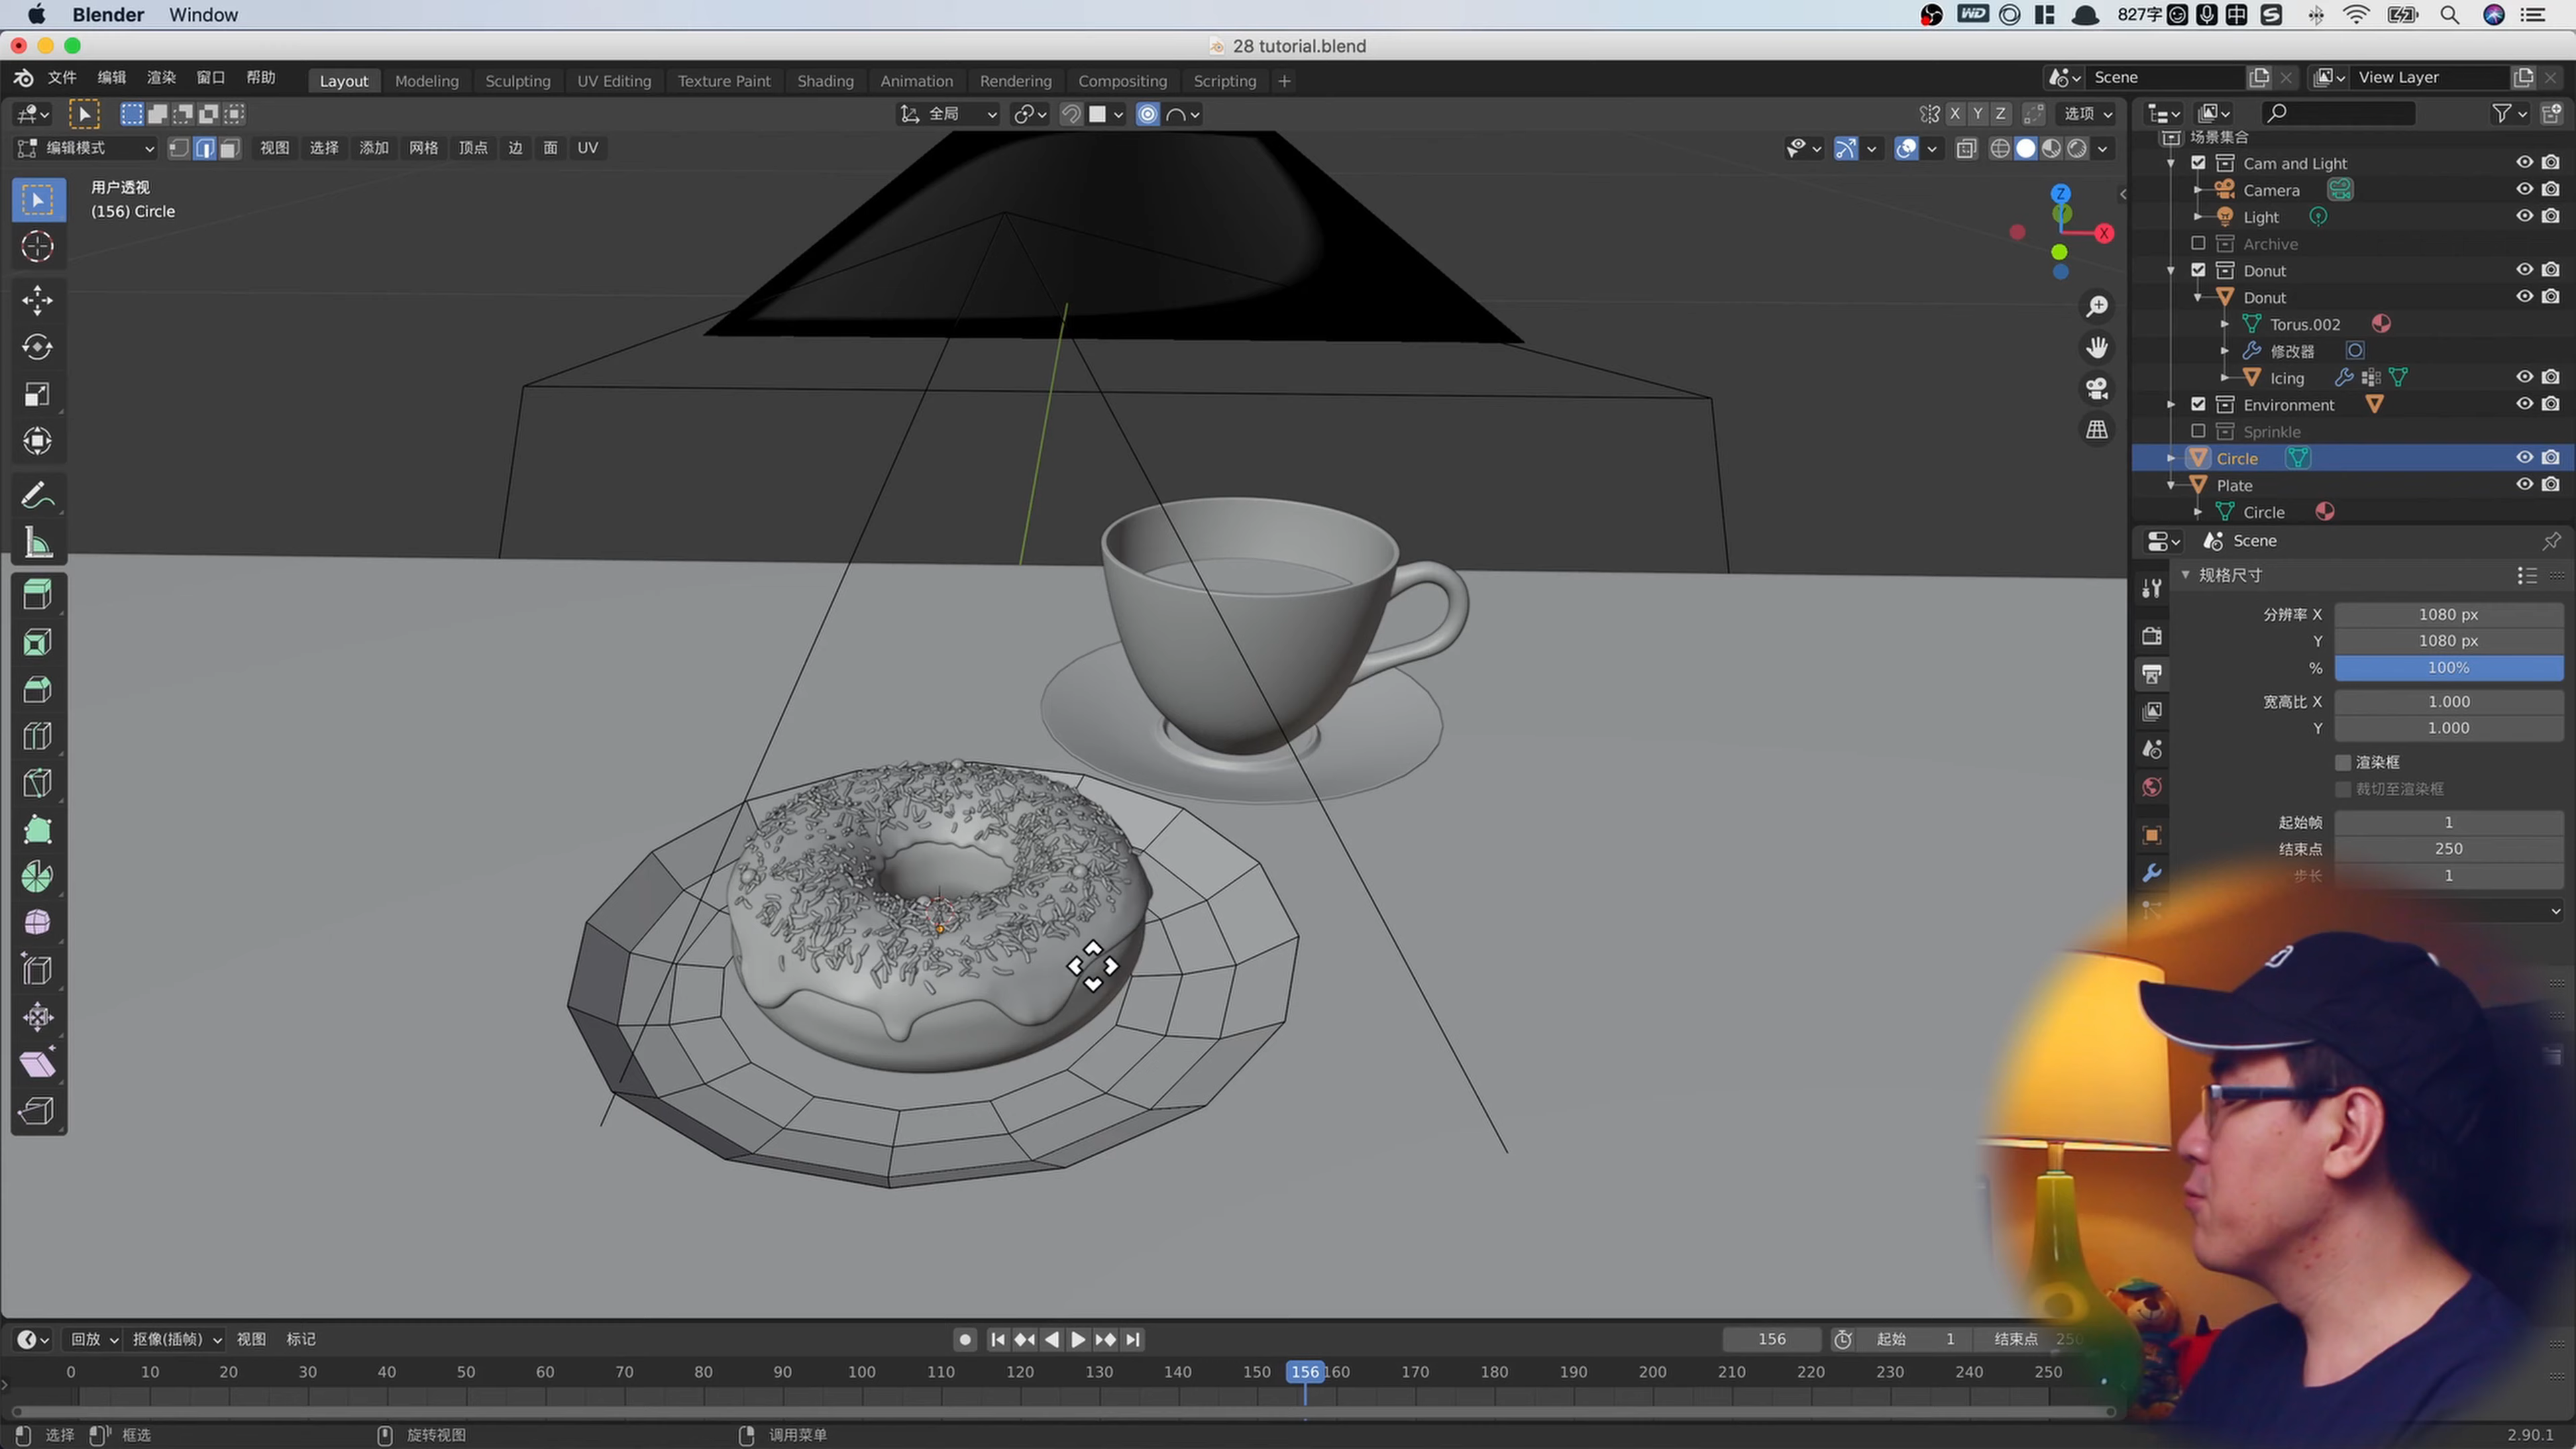 Blender Window
827字 中
28 tutorial.blend
文件 编辑 渲染 窗口 帮助
Layout Modeling Sculpting UV Editing Texture Paint Shading Animation Rendering Compositing Scripting +
Scene View Layer
全局 X Y Z 选项
编辑模式 视图 选择 添加 网格 顶点 边 面 UV
用户透视
(156) Circle
Z
X
场景集合
Cam and Light
Camera
Light
Archive
Donut
Donut
Torus.002
修改器
Icing
Environment
Sprinkle
Circle
Plate
Circle
Scene
规格尺寸
分辨率 X 1080 px
Y 1080 px
% 100%
宽高比 X 1.000
Y 1.000
渲染框
裁切至渲染框
起始帧 1
结束点 250
步长 1
回放 抠像(插帧) 视图 标记
156 起始 1 结束点 250
0 10 20 30 40 50 60 70 80 90 100 110 120 130 140 150 156 160 170 180 190 200 210 220 230 240 250
选择 框选 旋转视图 调用菜单 2.90.1